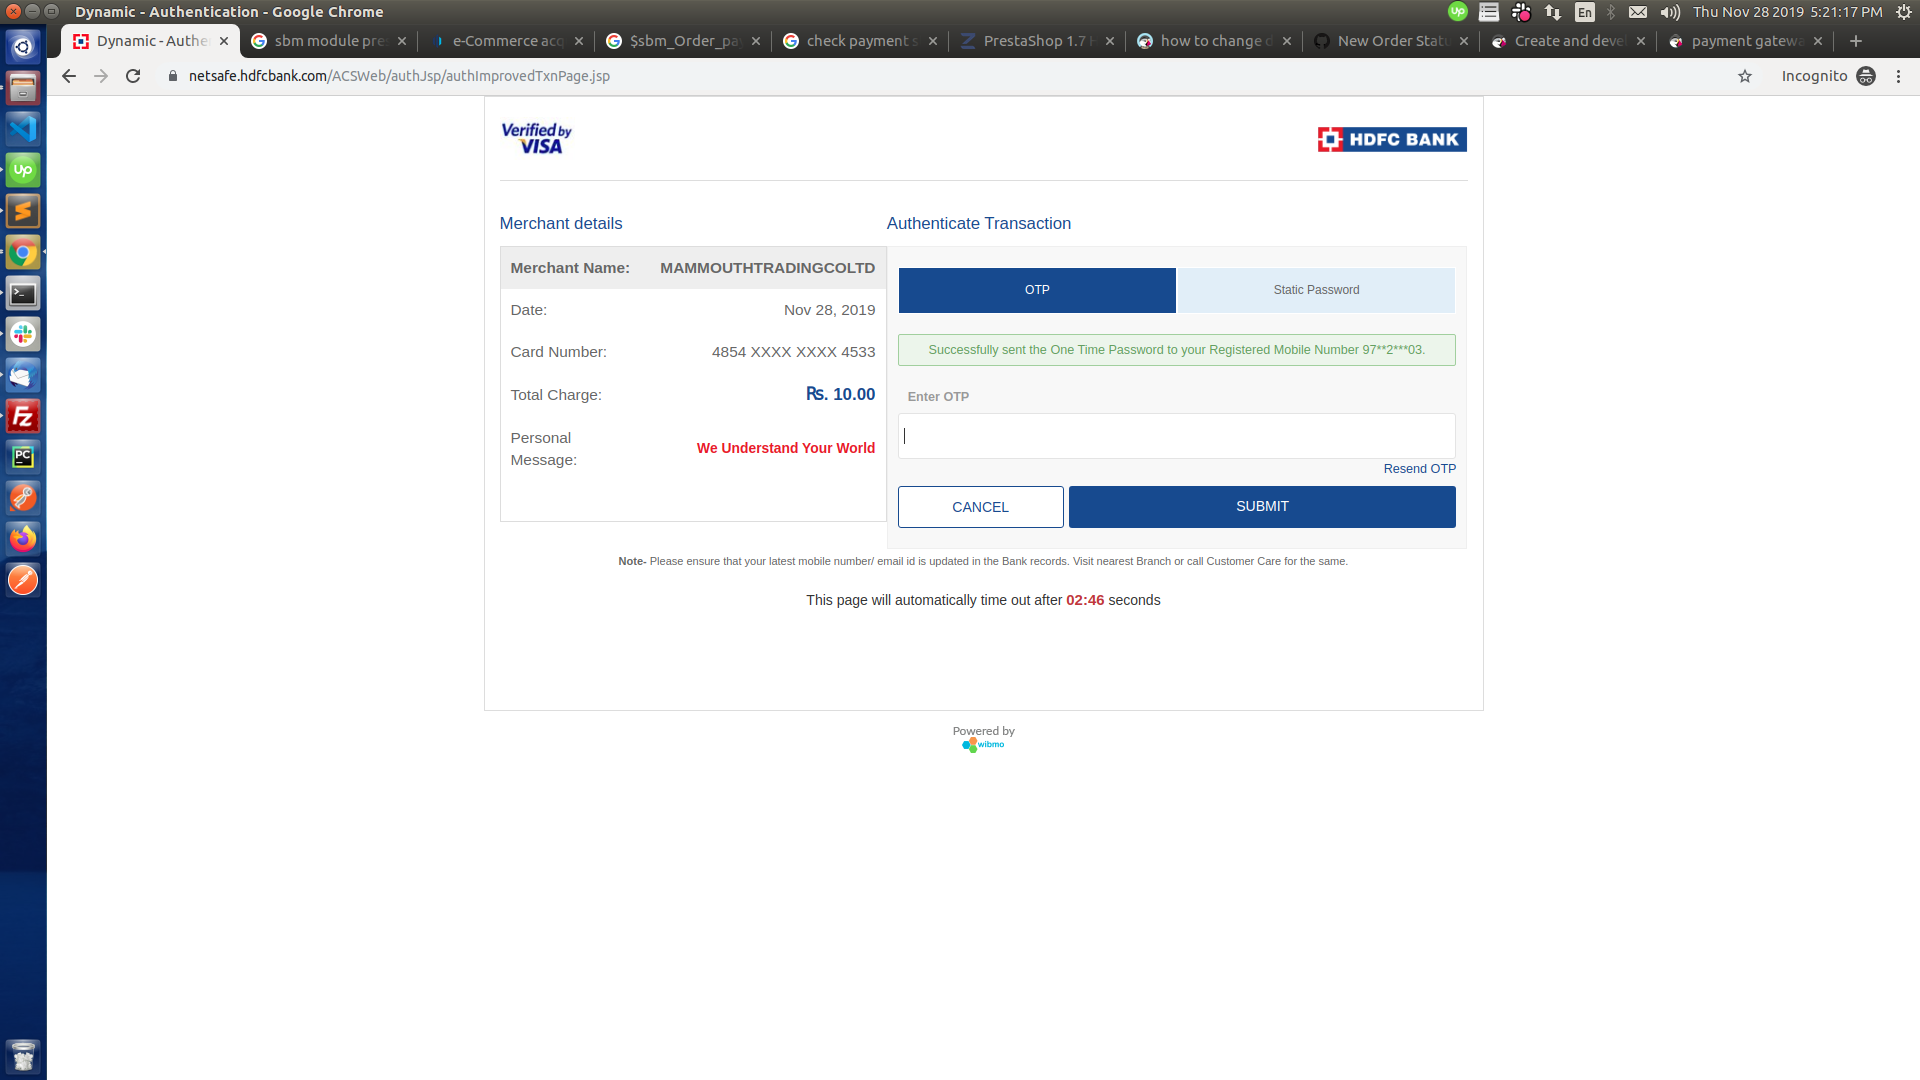 Dynamic - Authentication - Google Chrome
En
Thu Nov 28 2019 5:21:17 PM
Dynamic - Authe
sbm module pre
e-Commerce acq
$sbm_Order_pa
check payment s
PrestaShop 1.7 H
how to change d
New Order Statu
Create and deve
payment gatewa
netsafe.hdfcbank.com/ACSWeb/authJsp/authImprovedTxnPage.jsp
Incognito
Verified by
VISA
HDFC BANK
Merchant details
Authenticate Transaction
Merchant Name: MAMMOUTHTRADINGCOLTD
Date: Nov 28, 2019
Card Number: 4854 XXXX XXXX 4533
Total Charge: Rs. 10.00
Personal Message: We Understand Your World
OTP
Static Password
Successfully sent the One Time Password to your Registered Mobile Number 97**2***03.
Enter OTP
Resend OTP
CANCEL
SUBMIT
Note- Please ensure that your latest mobile number/ email id is updated in the Bank records. Visit nearest Branch or call Customer Care for the same.
This page will automatically time out after 02:46 seconds
Powered by
wibmo